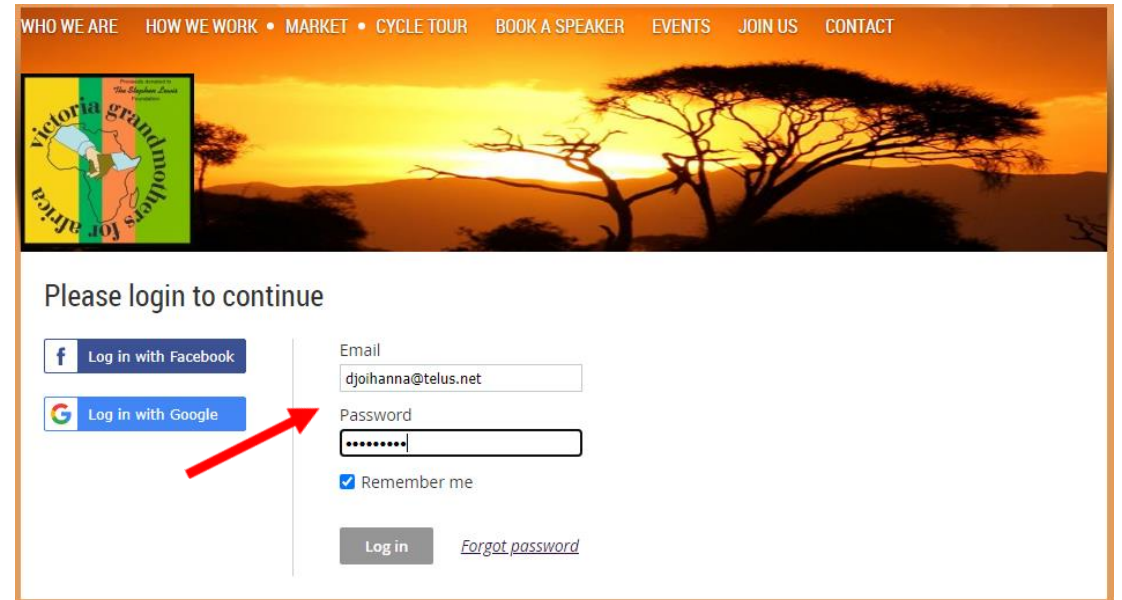 WHO WE ARE HOW WE WORK • MARKET • CYCLE TOUR BOOK A SPEAKER EVENTS JOIN US CONTACT
The Stephen Lewis
Foundation
victoria grandmothers
for africa
Please login to continue
f Log in with Facebook
G Log in with Google
Email
djoihanna@telus.net
Password
•••••••••
Remember me
Log in Forgot password